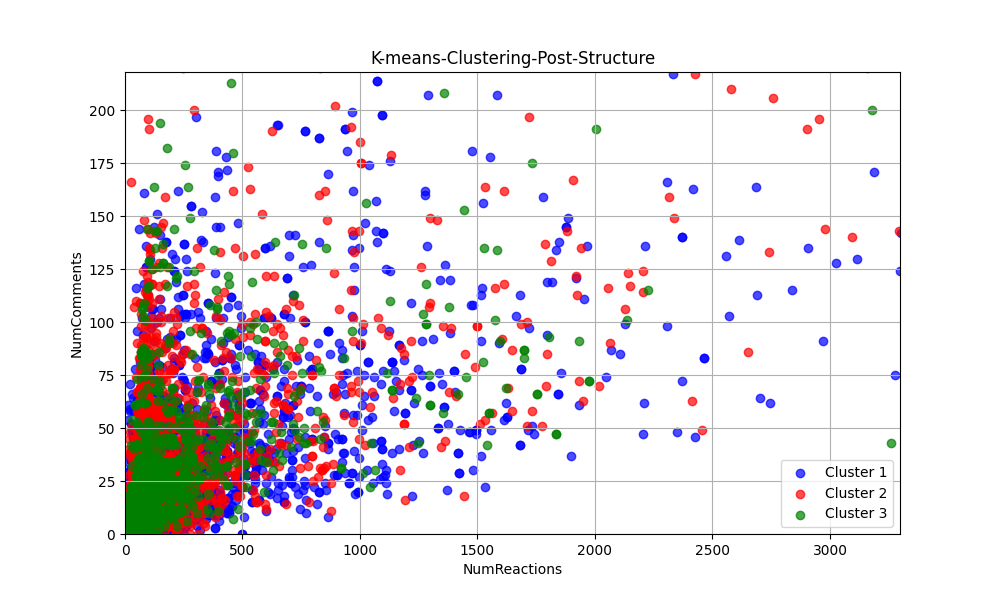 K-means-Clustering-Post-Structure
NumComments
200
175
150
125
100
75
50
25
0
0 500 1000 1500 2000 2500 3000
NumReactions
Cluster 1
Cluster 2
Cluster 3